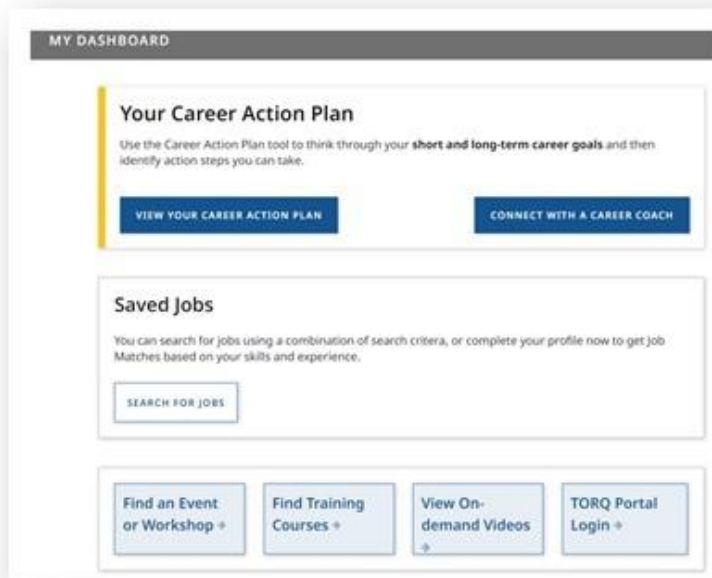 MY DASHBOARD
Your Career Action Plan
Use the Career Action Plan tool to think through your short and long-term career goals and then
identify action steps you can take.
VIEW YOUR CAREER ACTION PLAN
CONNECT WITH A CAREER COACH
Saved Jobs
You can search for jobs using a combination of search critera, or complete your profile now to get Job
Matches based on your skills and experience.
SEARCH FOR JOBS
Find an Event
or Workshop →
Find Training
Courses →
View On-
demand Videos
→
TORQ Portal
Login →